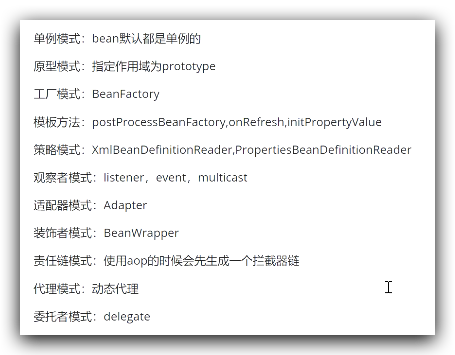 单例模式：bean默认都是单例的
原型模式：指定作用域为prototype
工厂模式：BeanFactory
模板方法：postProcessBeanFactory,onRefresh,initPropertyValue
策略模式：XmlBeanDefinitionReader,PropertiesBeanDefinitionReader
观察者模式：listener，event，multicast
适配器模式：Adapter
装饰者模式：BeanWrapper
责任链模式：使用aop的时候会先生成一个拦截器链
代理模式：动态代理
委托者模式：delegate